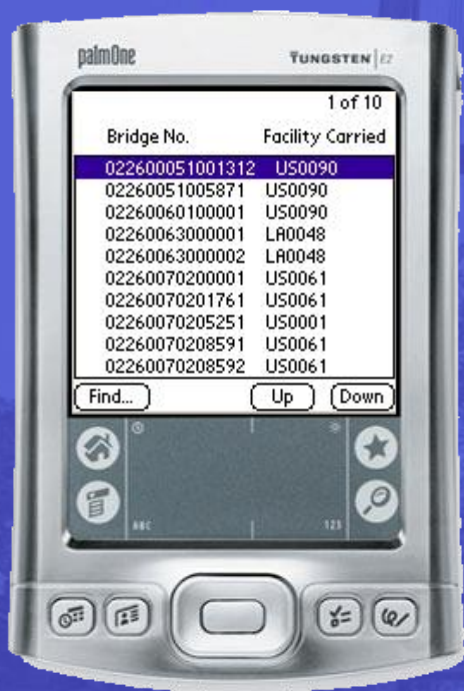 palmOne TUNGSTEN | E2
1 of 10
Bridge No. Facility Carried
022600051001312 US0090
02260051005871 US0090
02260060100001 US0090
02260063000001 LA0048
02260063000002 LA0048
02260070200001 US0061
02260070201761 US0061
02260070205251 US0001
02260070208591 US0061
02260070208592 US0061
Find... Up Down
ABC 123